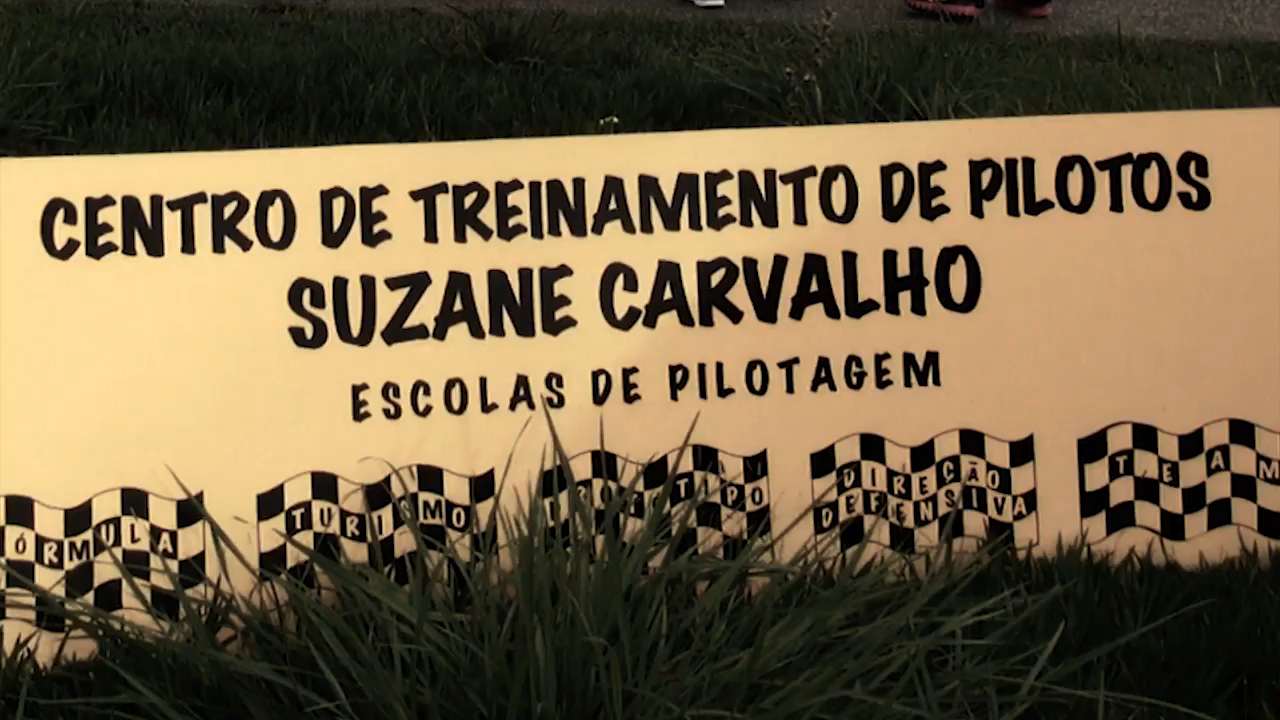 CENTRO DE TREINAMENTO DE PILOTOS
SUZANE CARVALHO
ESCOLAS DE PILOTAGEM
ÓRMULA
TURISMO
PROTÓTIPO
DIREÇÃO
DEFENSIVA
TEAM